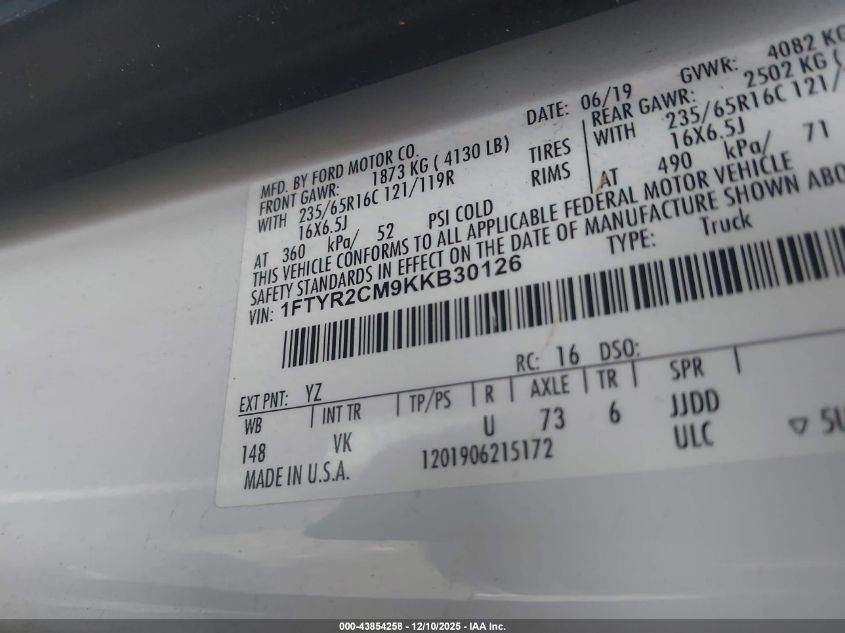 MFD. BY FORD MOTOR CO. DATE: 06/19 GVWR: 4082 KG
FRONT GAWR: 1873 KG ( 4130 LB) REAR GAWR: 2502 KG (
WITH 235/65R16C 121/119R TIRES WITH 235/65R16C 121/
16X6.5J RIMS 16X6.5J
AT 360 kPa/ 52 PSI COLD AT 490 kPa/ 71
THIS VEHICLE CONFORMS TO ALL APPLICABLE FEDERAL MOTOR VEHICLE
SAFETY STANDARDS IN EFFECT ON THE DATE OF MANUFACTURE SHOWN ABO
VIN: 1FTYR2CM9KKB30126 TYPE: Truck
EXT PNT: YZ RC: 16 DSO:
WB INT TR TP/PS R AXLE TR SPR
148 VK U 73 6 JJDD
MADE IN U.S.A. 1201906215172 ULC
000-43854258 - 12/10/2025 - IAA Inc.